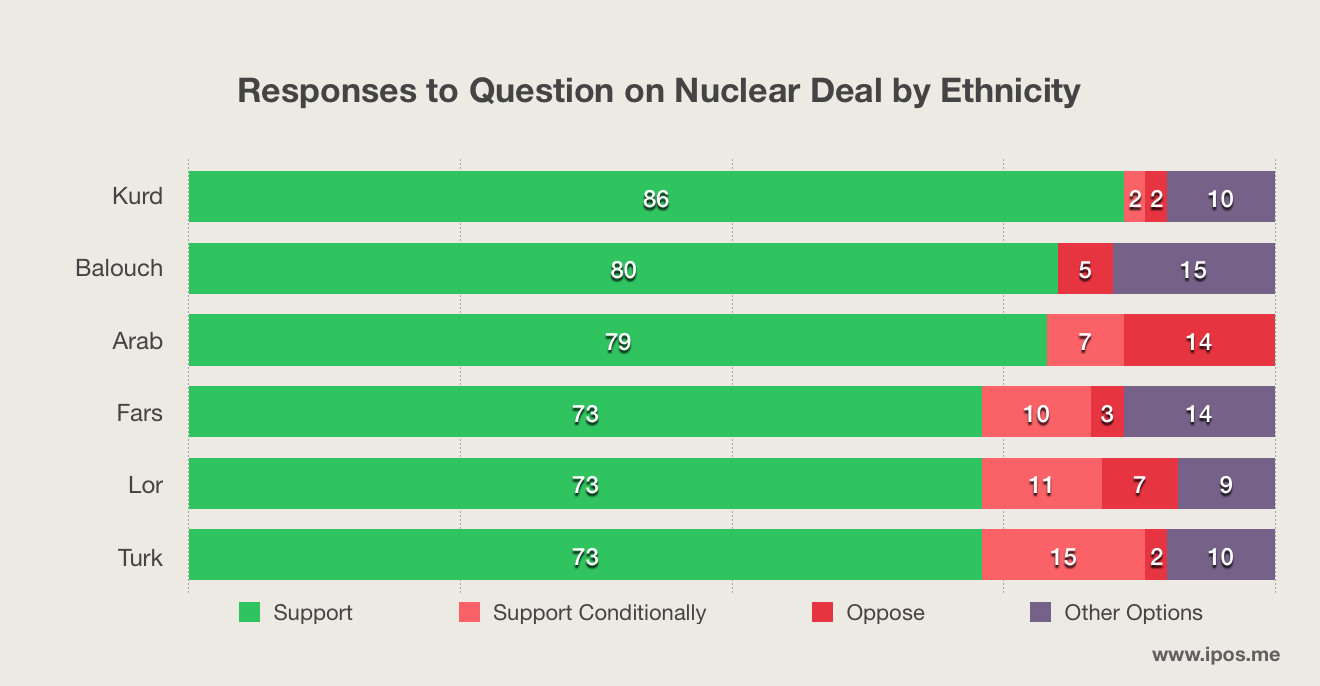 Responses to Question on Nuclear Deal by Ethnicity
Kurd 86 2 2 10
Balouch 80 5 15
Arab 79 7 14
Fars 73 10 3 14
Lor 73 11 7 9
Turk 73 15 2 10
Support Support Conditionally Oppose Other Options
www.ipos.me